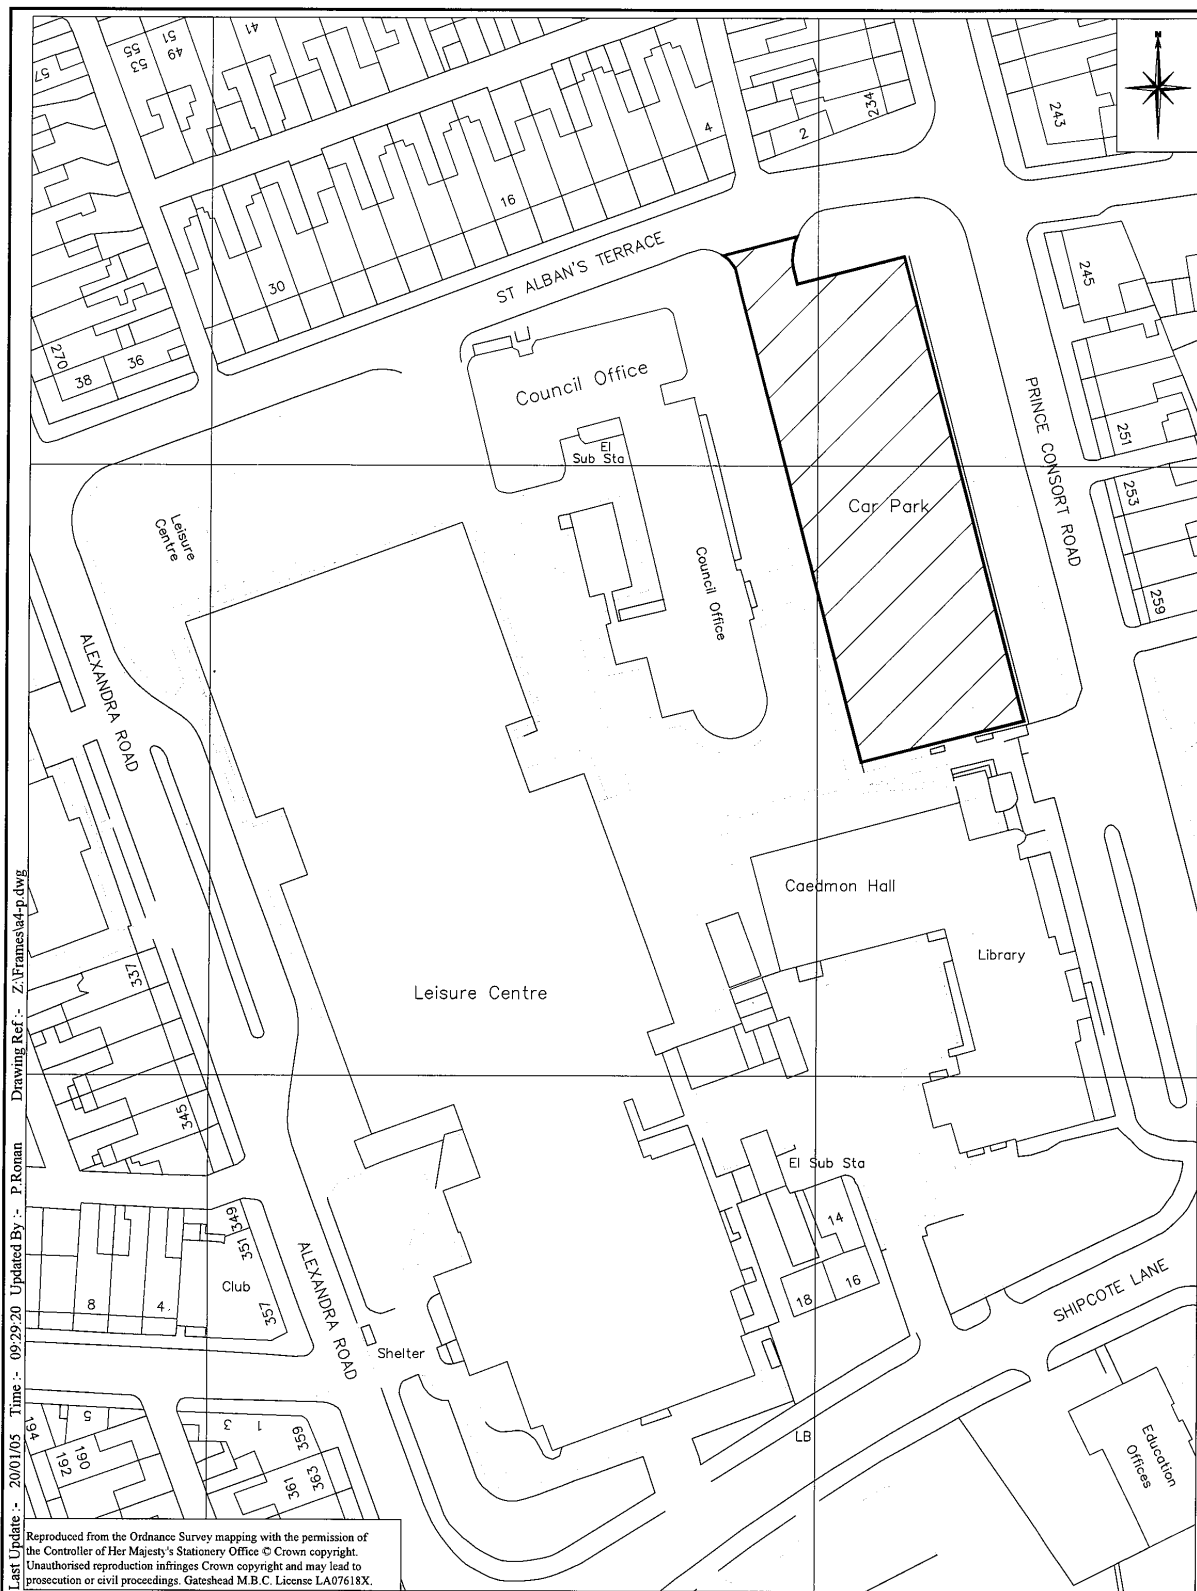 N
57
55
53
51
49
41
4
2
234
243
16
30
ST ALBAN'S TERRACE
245
270
38
36
Council Office
El
Sub Sta
PRINCE CONSORT ROAD
251
Car Park
253
Leisure
Centre
Council Office
259
ALEXANDRA ROAD
Caedmon Hall
Library
337
Leisure Centre
345
El Sub Sta
349
351
14
Club
357
8
4
16
18
ALEXANDRA ROAD
SHIPCOTE LANE
Shelter
5
3
1
359
194
192
190
361
363
LB
Education
Offices
Last Update :- 20/01/05 Time :- 09:29:20 Updated By :- P.Ronan Drawing Ref :- Z:\Frames\a4-p.dwg
Reproduced from the Ordnance Survey mapping with the permission of
the Controller of Her Majesty's Stationery Office © Crown copyright.
Unauthorised reproduction infringes Crown copyright and may lead to
prosecution or civil proceedings. Gateshead M.B.C. License LA07618X.